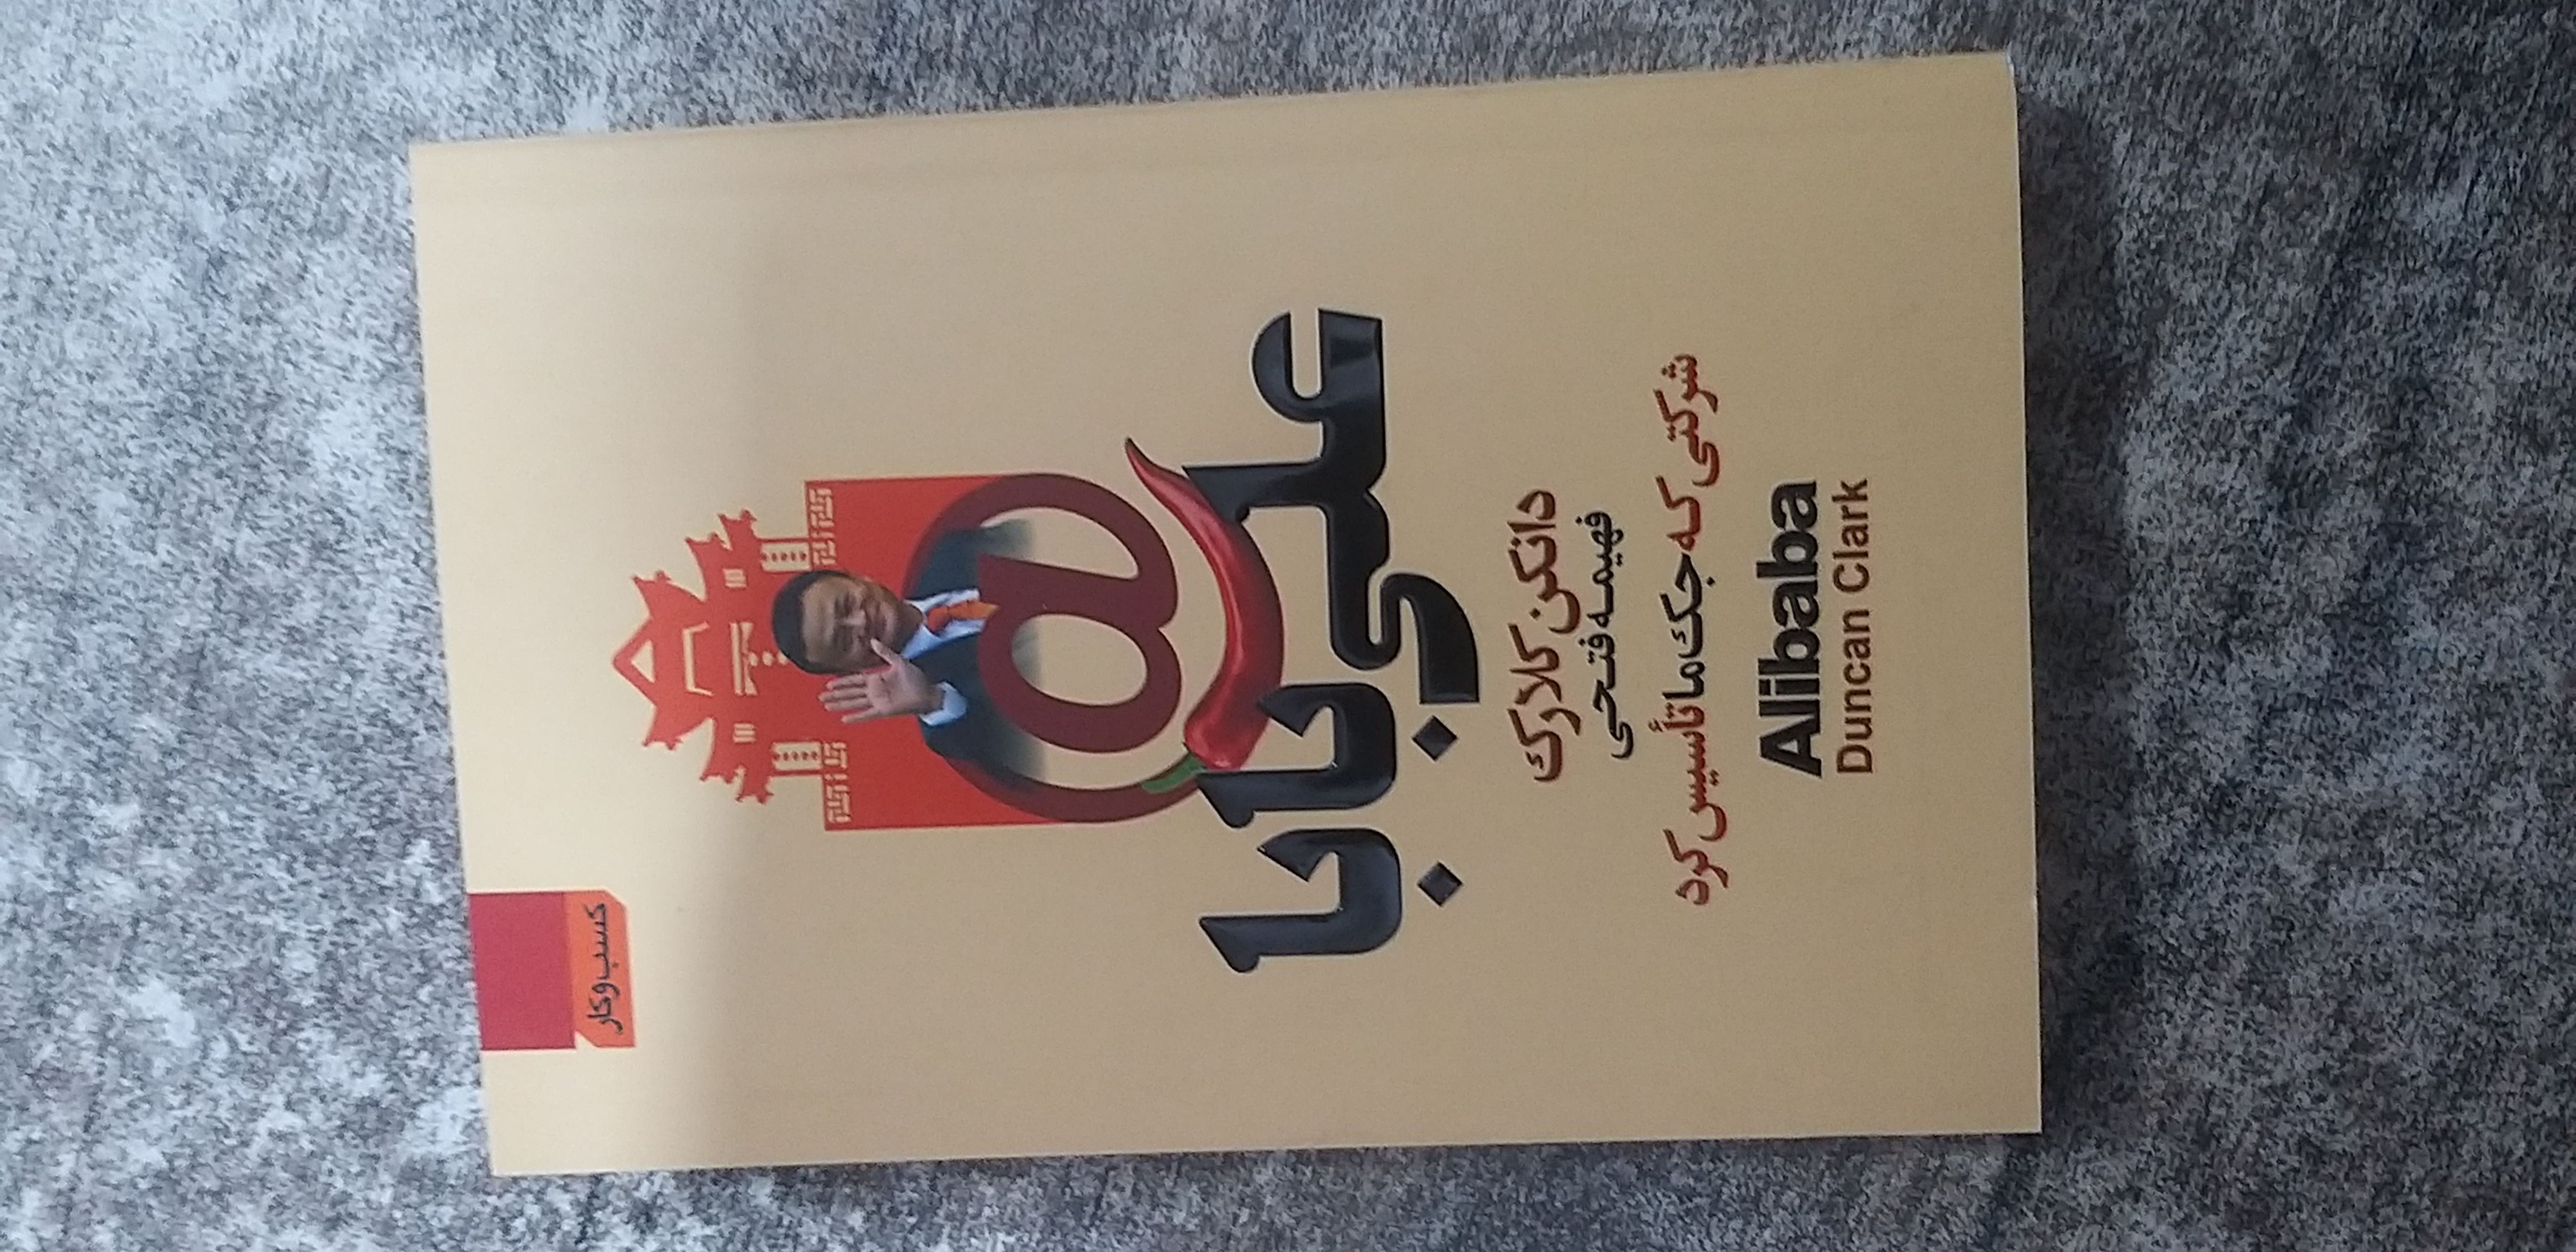 کسب‌وکار
علی‌بابا
دانکن کلارک
فهیمه فتحی
شرکتی که جک ما تأسیس کرد
Alibaba
Duncan Clark